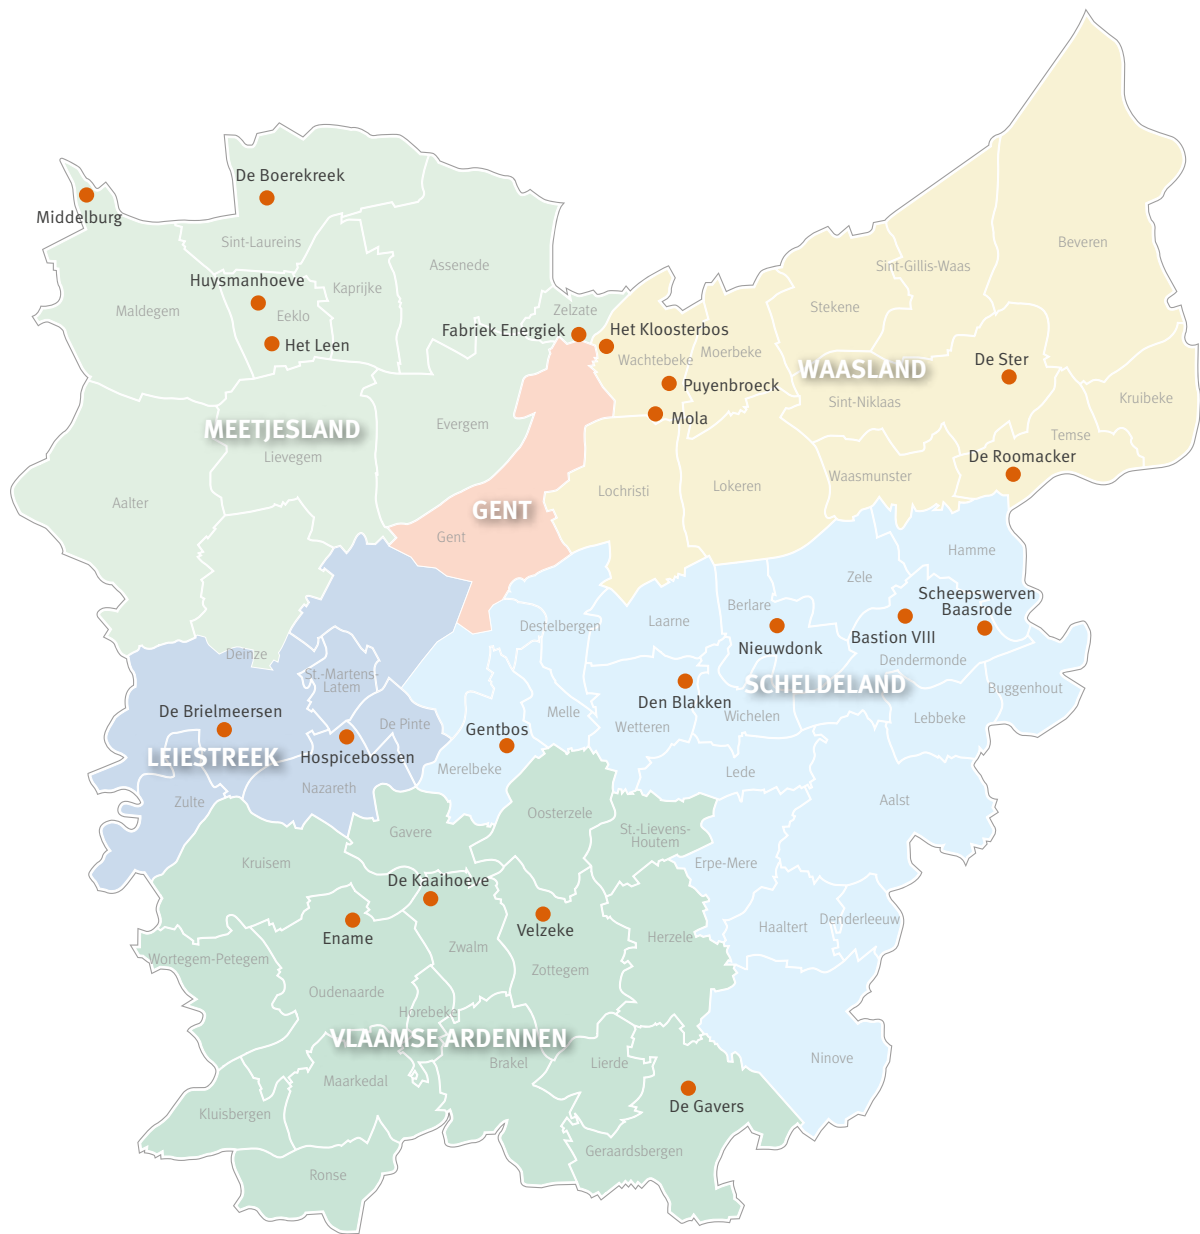 De Boerekreek
Middelburg
Sint-Laureins
Beveren
Assenede
Sint-Gillis-Waas
Huysmanhoeve
Kaprijke
Maldegem
Eeklo
Zelzate
Stekene
Fabriek Energiek
Het Kloosterbos
Het Leen
Moerbeke
Wachtebeke
De Ster
WAASLAND
Puyenbroeck
Kruibeke
Sint-Niklaas
Mola
Evergem
MEETJESLAND
Temse
Lievegem
De Roomacker
Waasmunster
Lokeren
Lochristi
Aalter
GENT
Gent
Hamme
Zele
Scheepswerven
Baasrode
Berlare
Laarne
Destelbergen
Bastion VIII
Nieuwdonk
Deinze
Dendermonde
St.-Martens-
Latem
SCHELDELAND
Buggenhout
Den Blakken
De Brielmeersen
Melle
Wichelen
Lebbeke
De Pinte
Wetteren
Gentbos
LEIESTREEK
Hospicebossen
Merelbeke
Lede
Nazareth
Zulte
Aalst
Oosterzele
St.-Lievens-
Houtem
Gavere
Kruisem
Erpe-Mere
De Kaaihoeve
Denderleeuw
Haaltert
Velzeke
Ename
Herzele
Zwalm
Wortegem-Petegem
Zottegem
Oudenaarde
Horebeke
VLAAMSE ARDENNEN
Ninove
Brakel
Lierde
Maarkedal
De Gavers
Kluisbergen
Geraardsbergen
Ronse